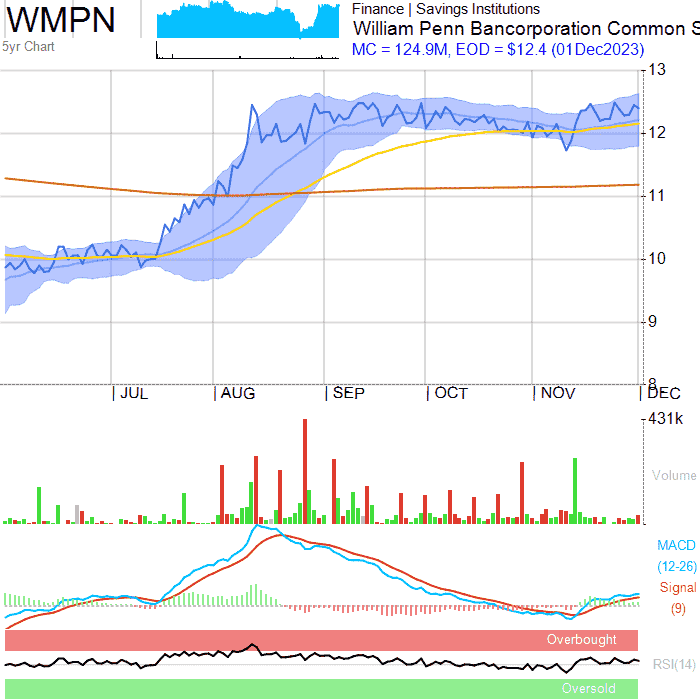 WMPN
5yr Chart
Finance | Savings Institutions
William Penn Bancorporation Common S
MC = 124.9M, EOD = $12.4 (01Dec2023)
13
12
11
10
9
8
JUL AUG SEP OCT NOV DEC
431k
Volume
MACD
(12-26)
Signal
(9)
Overbought
RSI(14)
Oversold